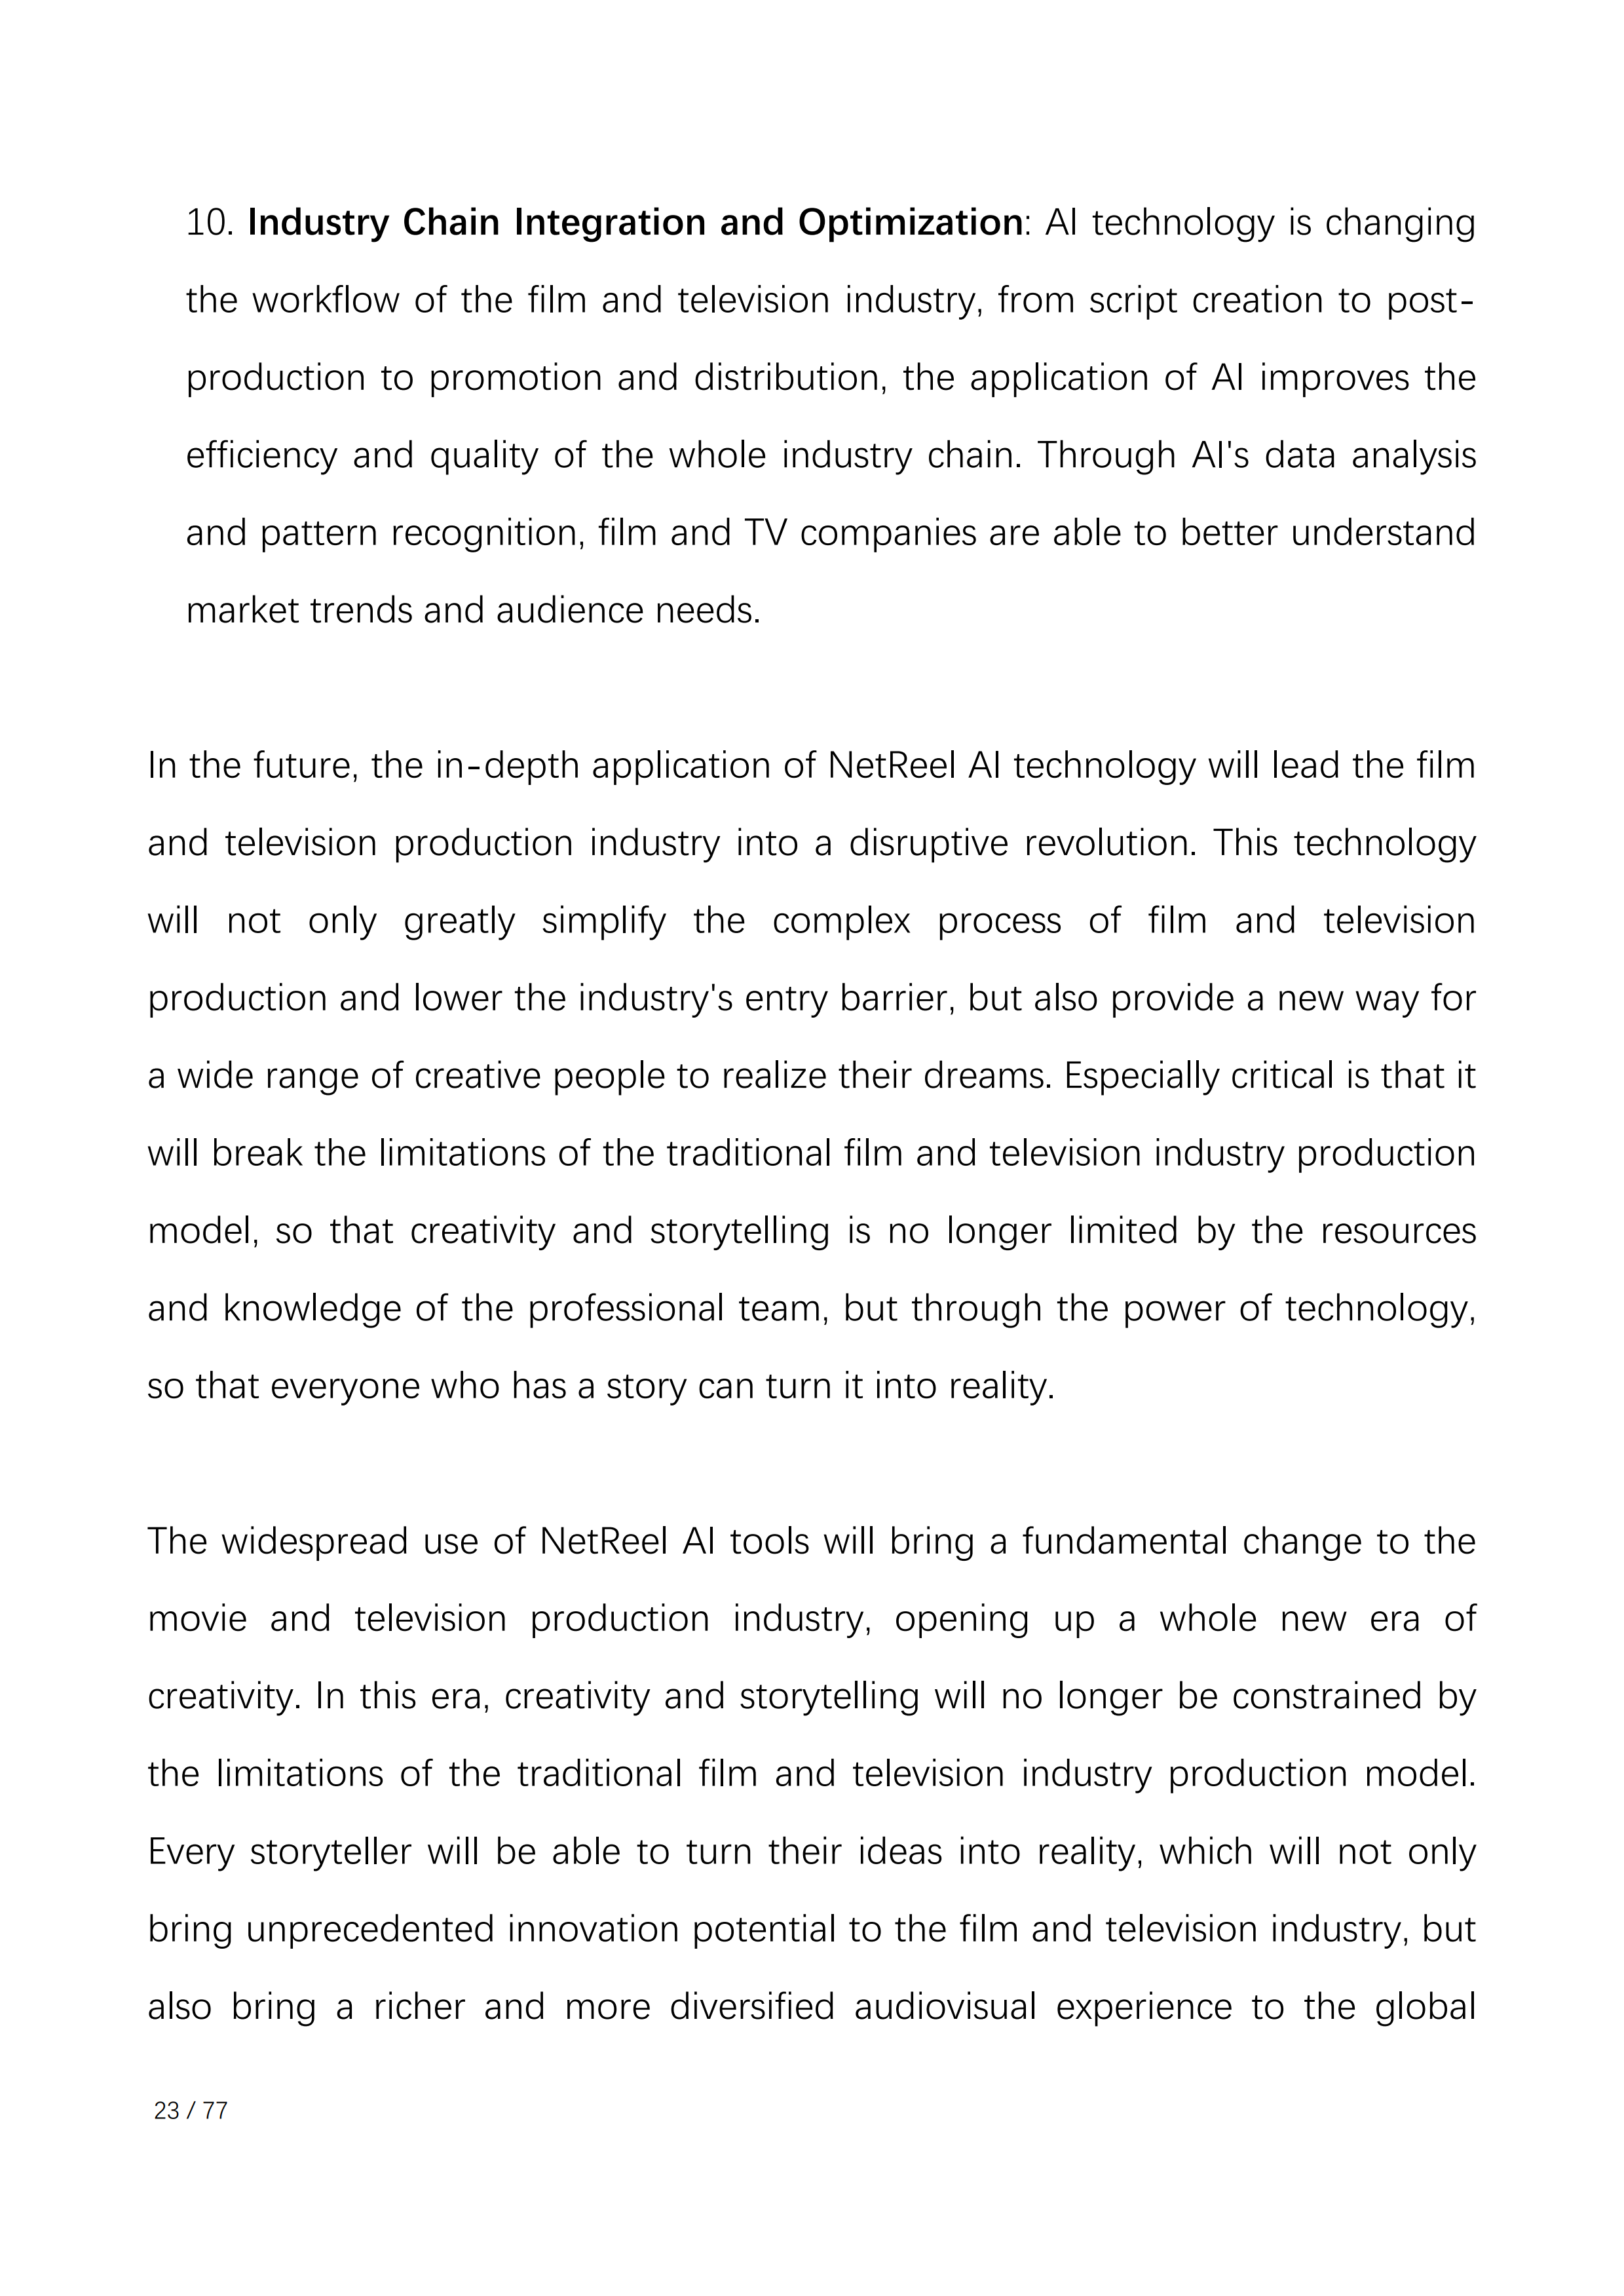 10. Industry Chain Integration and Optimization: AI technology is changing
the workflow of the film and television industry, from script creation to post-
production to promotion and distribution, the application of AI improves the
efficiency and quality of the whole industry chain. Through AI's data analysis
and pattern recognition, film and TV companies are able to better understand
market trends and audience needs.
In the future, the in-depth application of NetReel AI technology will lead the film
and television production industry into a disruptive revolution. This technology
will not only greatly simplify the complex process of film and television
production and lower the industry's entry barrier, but also provide a new way for
a wide range of creative people to realize their dreams. Especially critical is that it
will break the limitations of the traditional film and television industry production
model, so that creativity and storytelling is no longer limited by the resources
and knowledge of the professional team, but through the power of technology,
so that everyone who has a story can turn it into reality.
The widespread use of NetReel AI tools will bring a fundamental change to the
movie and television production industry, opening up a whole new era of
creativity. In this era, creativity and storytelling will no longer be constrained by
the limitations of the traditional film and television industry production model.
Every storyteller will be able to turn their ideas into reality, which will not only
bring unprecedented innovation potential to the film and television industry, but
also bring a richer and more diversified audiovisual experience to the global
23 / 77